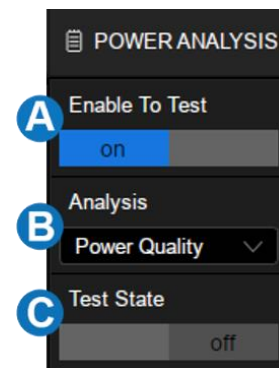 POWER ANALYSIS
A
Enable To Test
on
Analysis
B
Power Quality
Test State
C
off